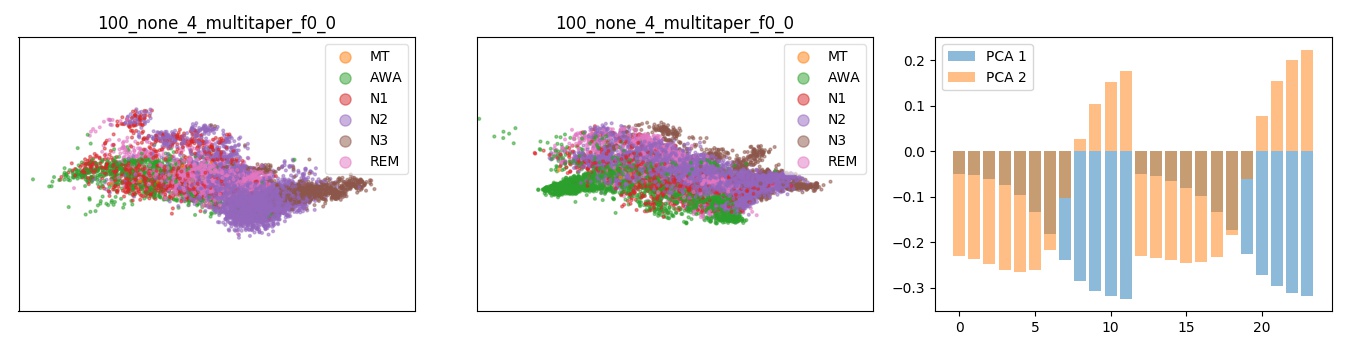 100_none_4_multitaper_f0_0
MT
AWA
N1
N2
N3
REM
100_none_4_multitaper_f0_0
MT
AWA
N1
N2
N3
REM
PCA 1
PCA 2
0.2
0.1
0.0
−0.1
−0.2
−0.3
0 5 10 15 20